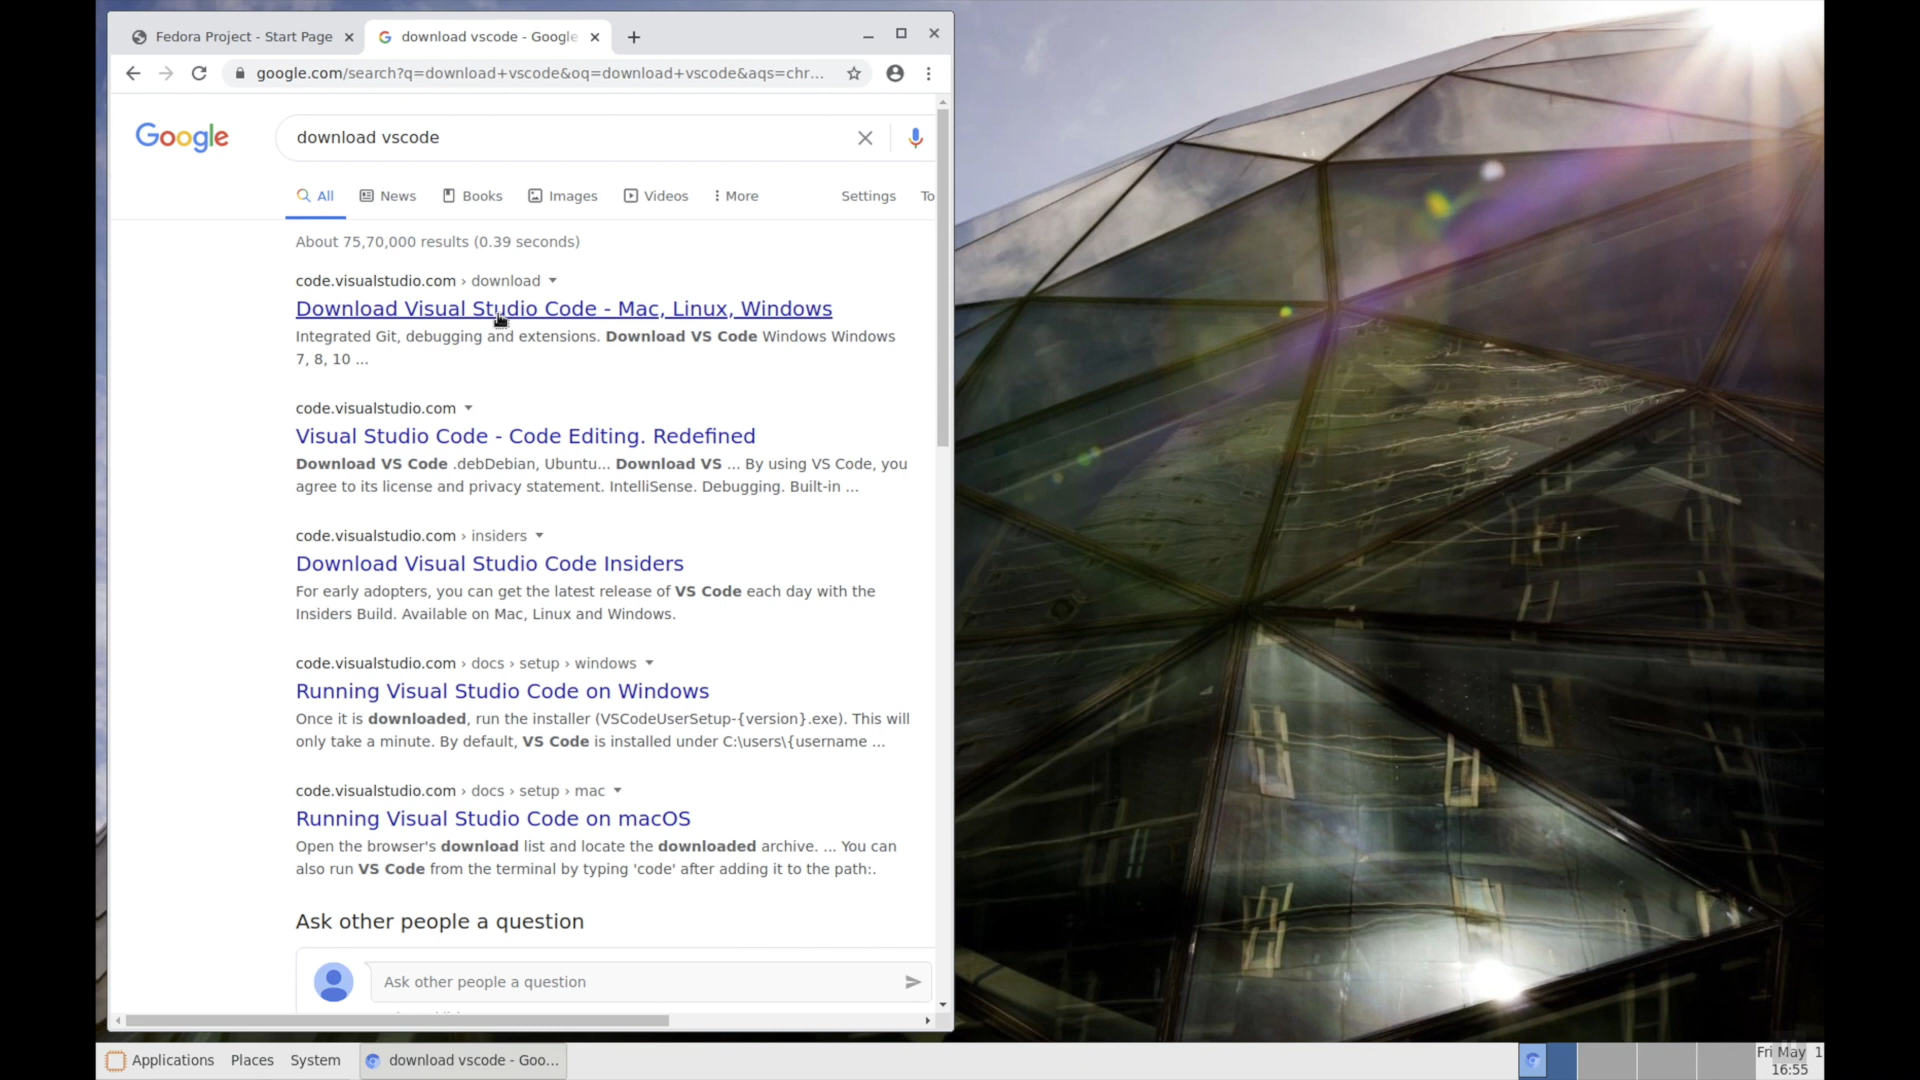 Fedora Project - Start Page
download vscode - Google
google.com/search?q=download+vscode&oq=download+vscode&aqs=chr...
Google
download vscode
All News Books Images Videos More Settings To
About 75,70,000 results (0.39 seconds)
code.visualstudio.com › download
Download Visual Studio Code - Mac, Linux, Windows
Integrated Git, debugging and extensions. Download VS Code Windows Windows
7, 8, 10 ...
code.visualstudio.com
Visual Studio Code - Code Editing. Redefined
Download VS Code .debDebian, Ubuntu... Download VS ... By using VS Code, you
agree to its license and privacy statement. IntelliSense. Debugging. Built-in ...
code.visualstudio.com › insiders
Download Visual Studio Code Insiders
For early adopters, you can get the latest release of VS Code each day with the
Insiders Build. Available on Mac, Linux and Windows.
code.visualstudio.com › docs › setup › windows
Running Visual Studio Code on Windows
Once it is downloaded, run the installer (VSCodeUserSetup-{version}.exe). This will
only take a minute. By default, VS Code is installed under C:\users\{username ...
code.visualstudio.com › docs › setup › mac
Running Visual Studio Code on macOS
Open the browser's download list and locate the downloaded archive. ... You can
also run VS Code from the terminal by typing 'code' after adding it to the path:.
Ask other people a question
Ask other people a question
Applications Places System download vscode - Goo...
Fri May 1
16:55